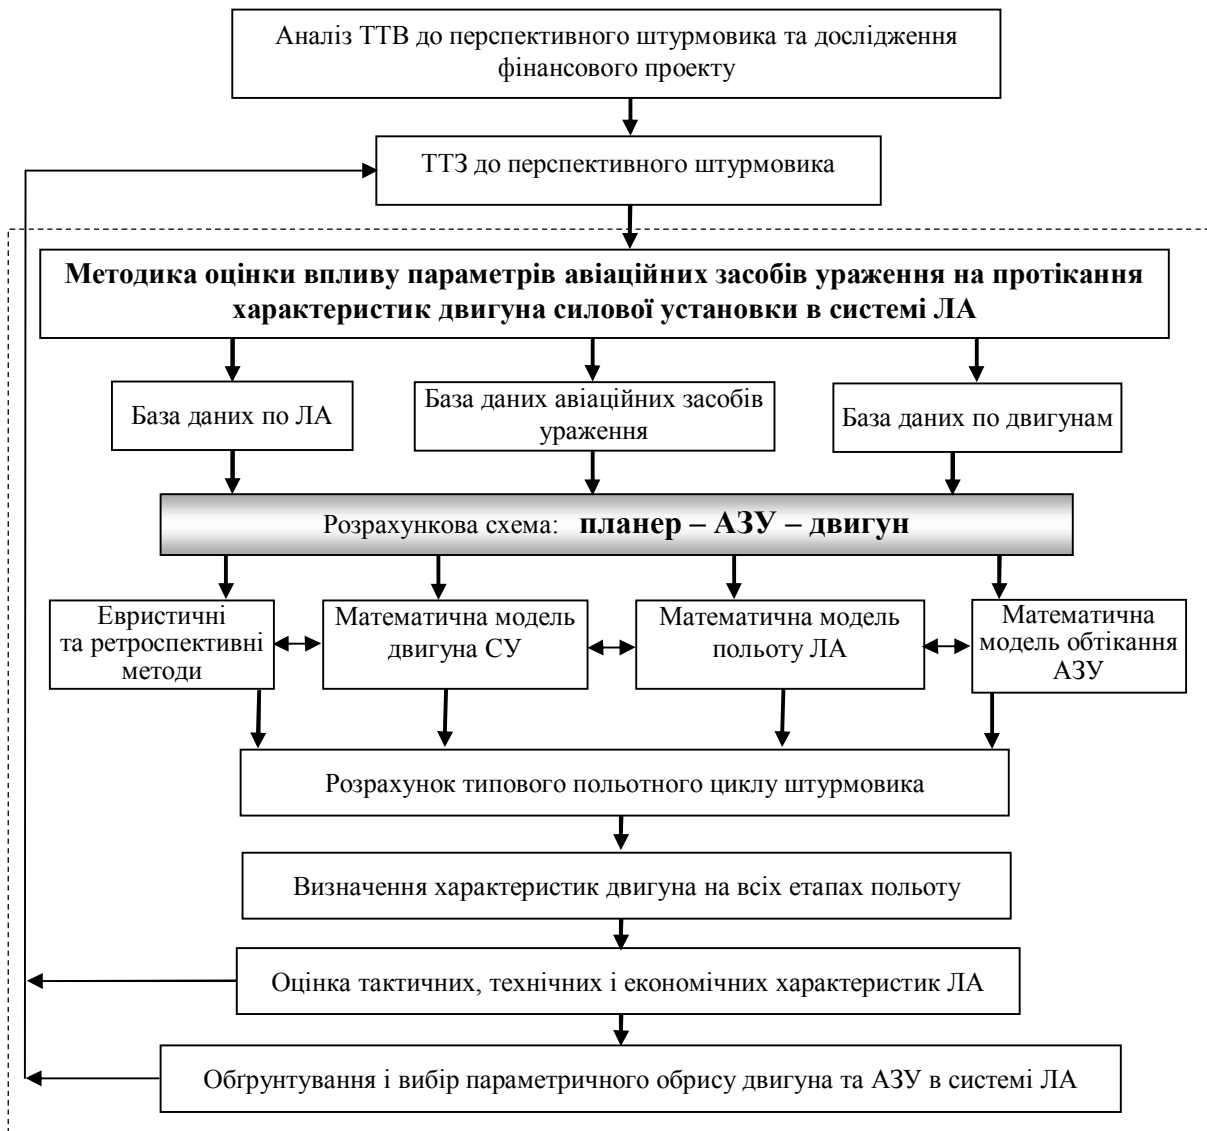 Аналіз ТТВ до перспективного штурмовика та дослідження
фінансового проекту
ТТЗ до перспективного штурмовика
Методика оцінки впливу параметрів авіаційних засобів ураження на протікання
характеристик двигуна силової установки в системі ЛА
База даних по ЛА
База даних авіаційних засобів
ураження
База даних по двигунам
Розрахункова схема: планер – АЗУ – двигун
Евристичні
та ретроспективні
методи
Математична модель
двигуна СУ
Математична модель
польоту ЛА
Математична
модель обтікання
АЗУ
Розрахунок типового польотного циклу штурмовика
Визначення характеристик двигуна на всіх етапах польоту
Оцінка тактичних, технічних і економічних характеристик ЛА
Обґрунтування і вибір параметричного обрису двигуна та АЗУ в системі ЛА